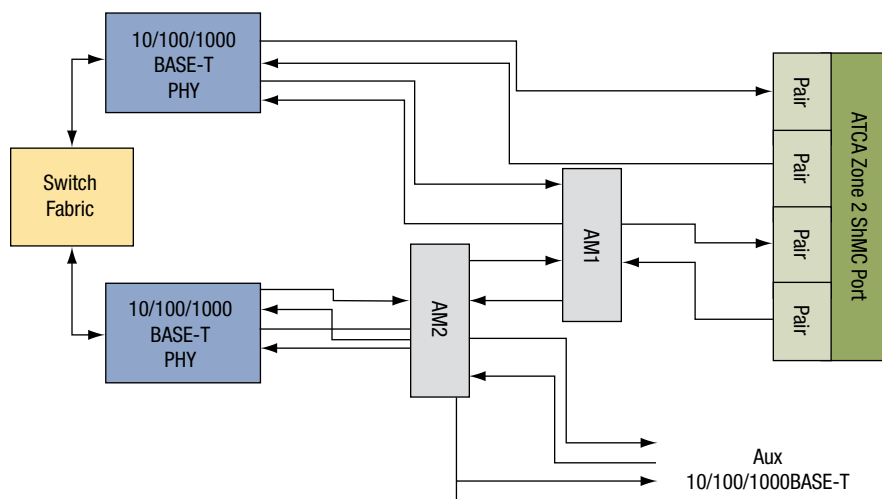 10/100/1000
BASE-T
PHY
Switch
Fabric
10/100/1000
BASE-T
PHY
AM2
AM1
Pair
Pair
Pair
Pair
ATCA Zone 2 ShMC Port
Aux
10/100/1000BASE-T